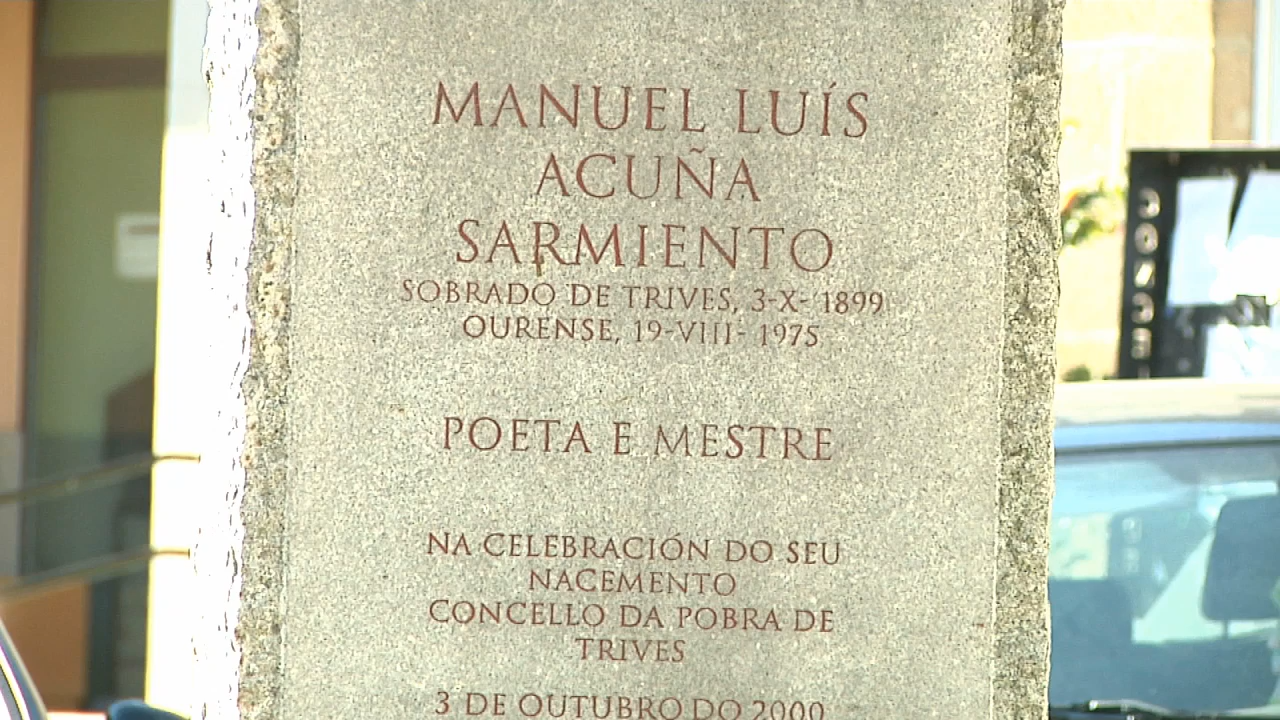 MANUEL LUÍS
ACUÑA
SARMIENTO
SOBRADO DE TRIVES, 3-X- 1899
OURENSE, 19-VIII- 1975
POETA E MESTRE
NA CELEBRACIÓN DO SEU
NACEMENTO
CONCELLO DA POBRA DE
TRIVES
3 DE OUTUBRO DO 2000